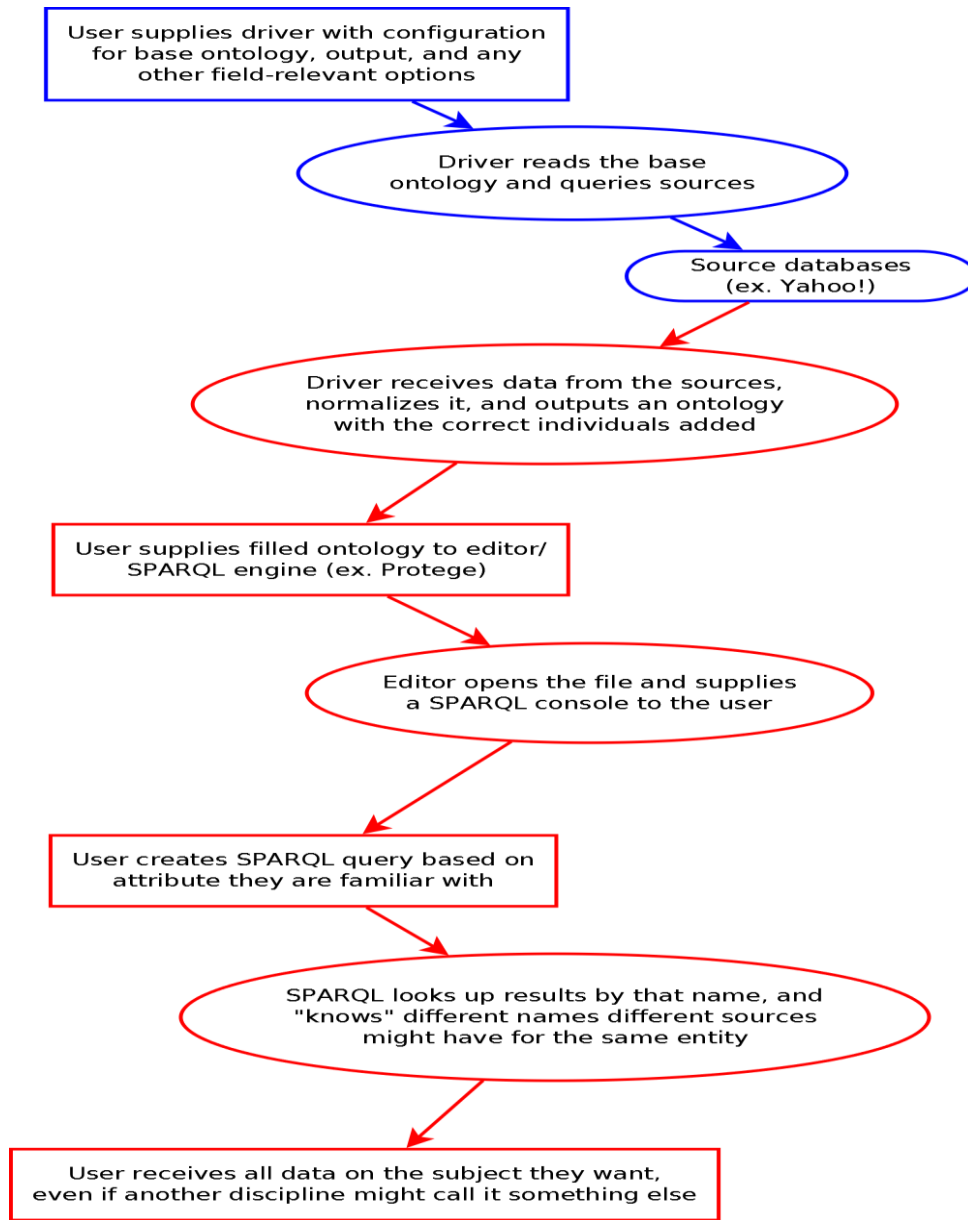 User supplies driver with configuration
for base ontology, output, and any
other field-relevant options
Driver reads the base
ontology and queries sources
Source databases
(ex. Yahoo!)
Driver receives data from the sources,
normalizes it, and outputs an ontology
with the correct individuals added
User supplies filled ontology to editor/
SPARQL engine (ex. Protege)
Editor opens the file and supplies
a SPARQL console to the user
User creates SPARQL query based on
attribute they are familiar with
SPARQL looks up results by that name, and
"knows" different names different sources
might have for the same entity
User receives all data on the subject they want,
even if another discipline might call it something else